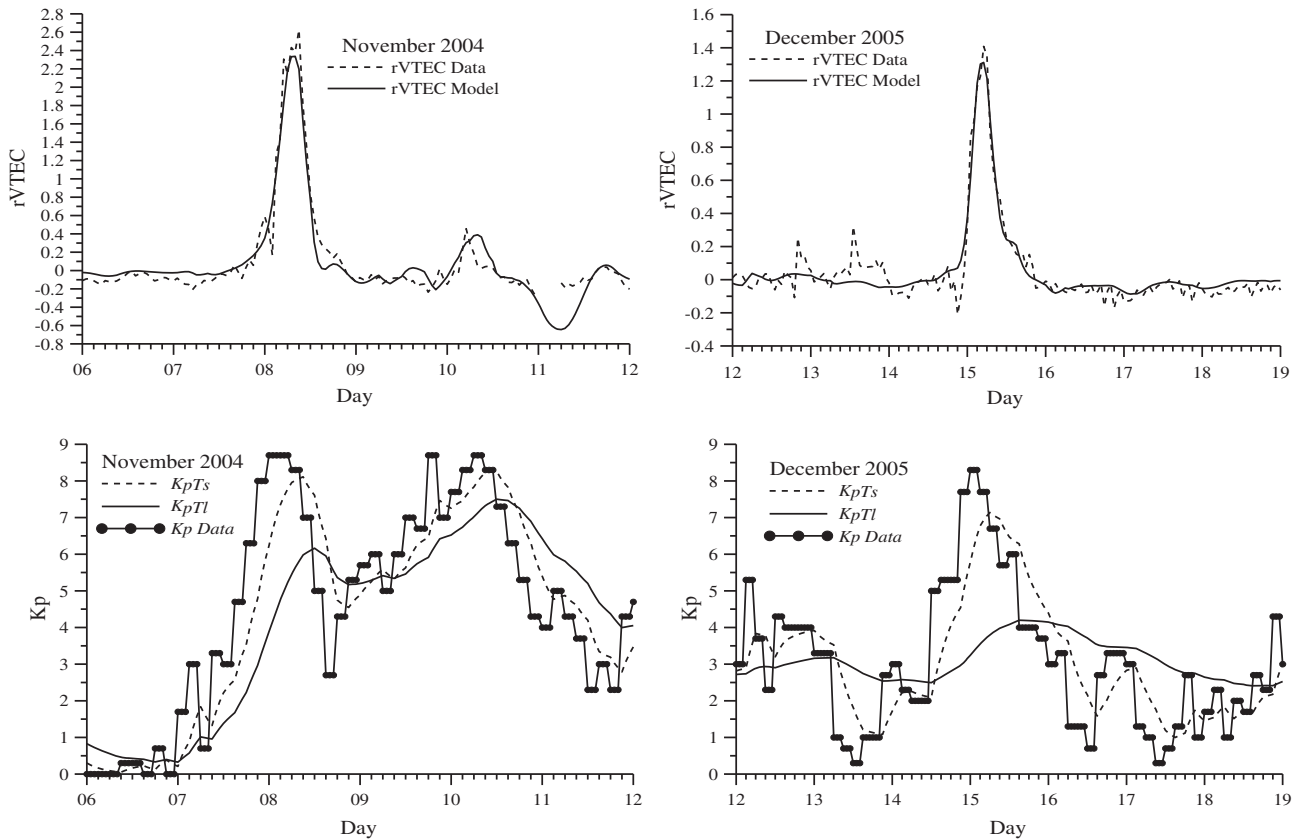 2.8
2.6
2.4
2.2
2
1.8
1.6
1.4
1.2
1
0.8
0.6
0.4
0.2
0
-0.2
-0.4
-0.6
-0.8
rVTEC
November 2004
rVTEC Data
rVTEC Model
06 07 08 09 10 11 12
Day
1.6
1.4
1.2
1
0.8
0.6
0.4
0.2
0
-0.2
-0.4
rVTEC
December 2005
rVTEC Data
rVTEC Model
12 13 14 15 16 17 18 19
Day
9
8
7
6
5
4
3
2
1
0
Kp
November 2004
KpTs
KpTl
Kp Data
06 07 08 09 10 11 12
Day
9
8
7
6
5
4
3
2
1
0
Kp
December 2005
KpTs
KpTl
Kp Data
12 13 14 15 16 17 18 19
Day